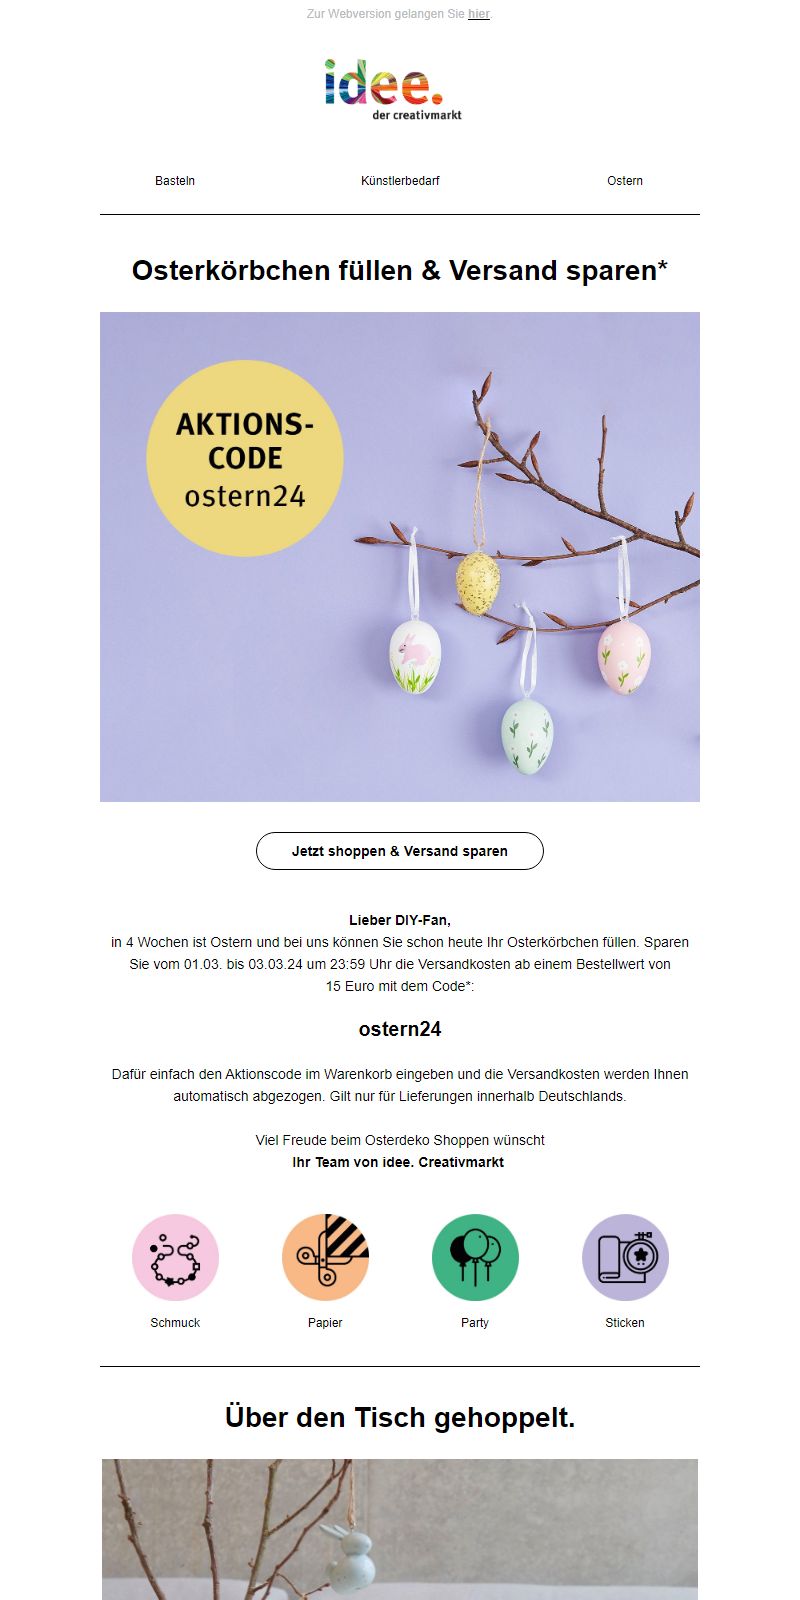 Zur Webversion gelangen Sie hier.
idee.
der creativmarkt
Basteln
Künstlerbedarf
Ostern
Osterkörbchen füllen & Versand sparen*
AKTIONS-
CODE
ostern24
Jetzt shoppen & Versand sparen
Lieber DIY-Fan,
in 4 Wochen ist Ostern und bei uns können Sie schon heute Ihr Osterkörbchen füllen. Sparen
Sie vom 01.03. bis 03.03.24 um 23:59 Uhr die Versandkosten ab einem Bestellwert von
15 Euro mit dem Code*:
ostern24
Dafür einfach den Aktionscode im Warenkorb eingeben und die Versandkosten werden Ihnen
automatisch abgezogen. Gilt nur für Lieferungen innerhalb Deutschlands.
Viel Freude beim Osterdeko Shoppen wünscht
Ihr Team von idee. Creativmarkt
Schmuck
Papier
Party
Sticken
Über den Tisch gehoppelt.